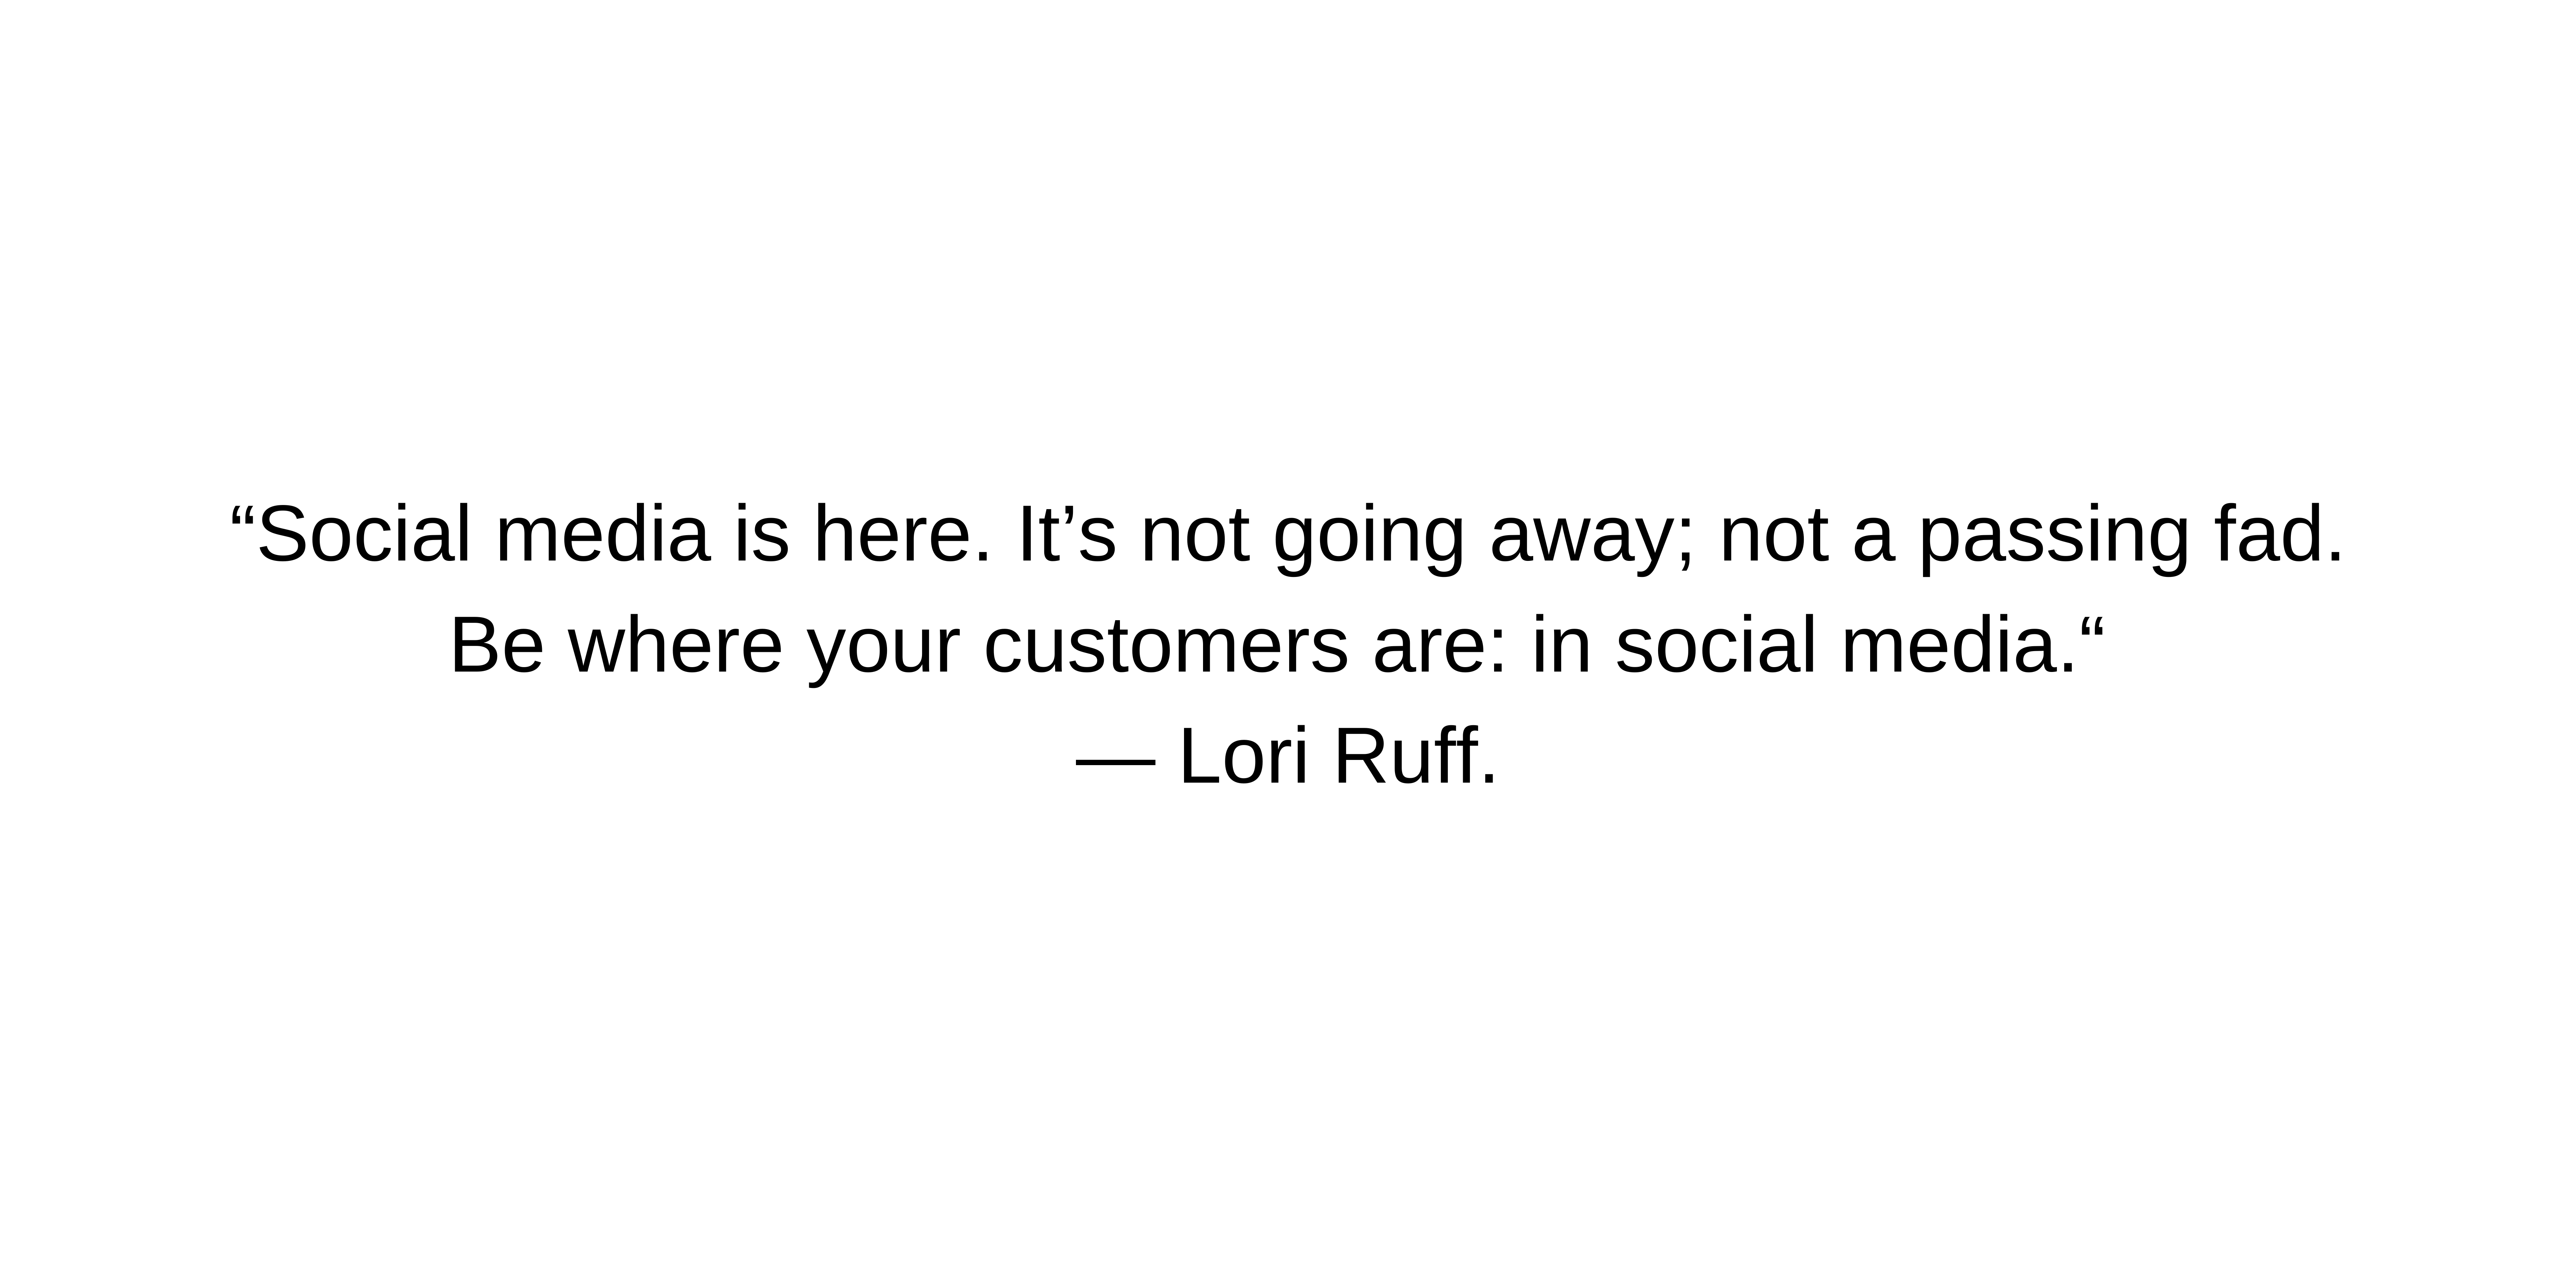 “Social media is here. It’s not going away; not a passing fad.
Be where your customers are: in social media.“
— Lori Ruff.